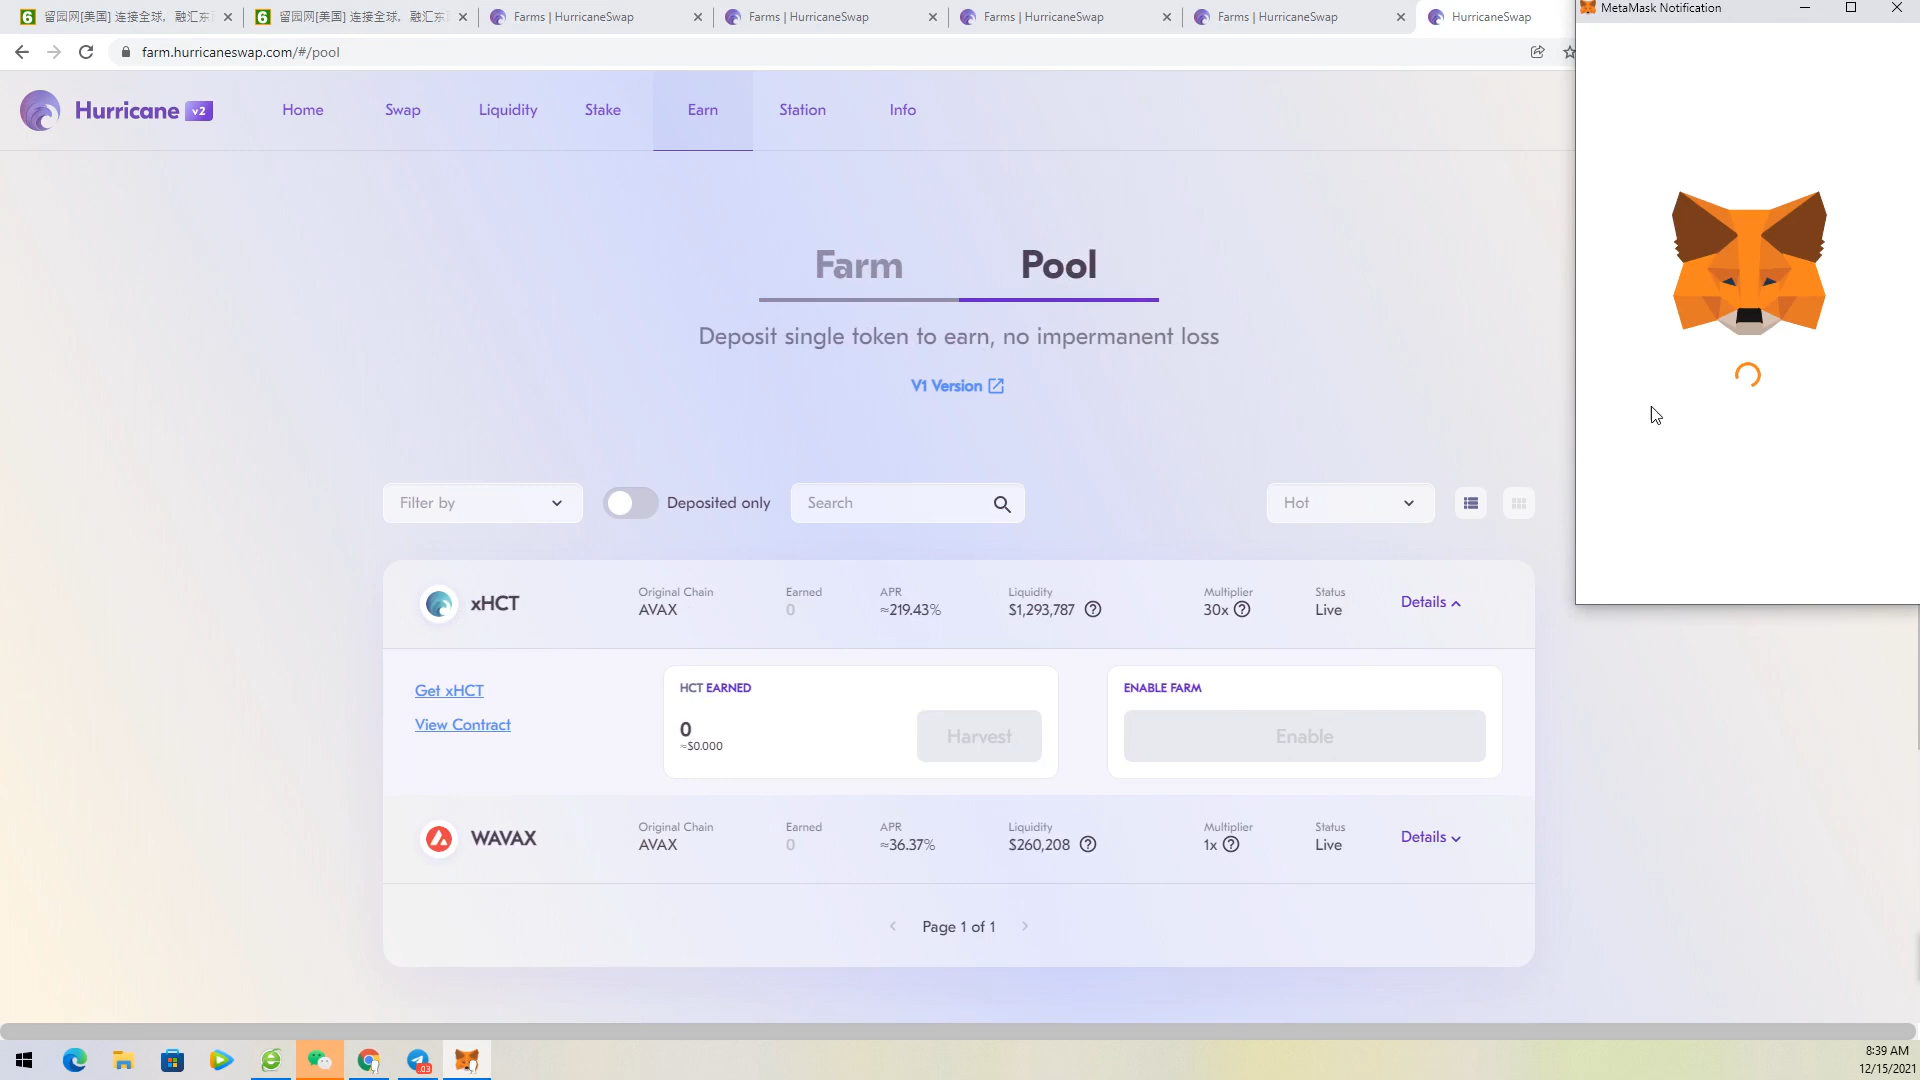 留园网[美国] 连接全球，融汇东
留园网[美国] 连接全球，融汇东
Farms | HurricaneSwap
Farms | HurricaneSwap
Farms | HurricaneSwap
Farms | HurricaneSwap
HurricaneSwap
MetaMask Notification
farm.hurricaneswap.com/#/pool
Hurricane v2
Home
Swap
Liquidity
Stake
Earn
Station
Info
Farm
Pool
Deposit single token to earn, no impermanent loss
V1 Version
Filter by
Deposited only
Search
Hot
xHCT
Original Chain
AVAX
Earned
0
APR
≈219.43%
Liquidity
$1,293,787
Multiplier
30x
Status
Live
Details
Get xHCT
View Contract
HCT EARNED
0
≈$0.000
Harvest
ENABLE FARM
Enable
WAVAX
Original Chain
AVAX
Earned
0
APR
≈36.37%
Liquidity
$260,208
Multiplier
1x
Status
Live
Details
Page 1 of 1
.03
8:39 AM
12/15/2021